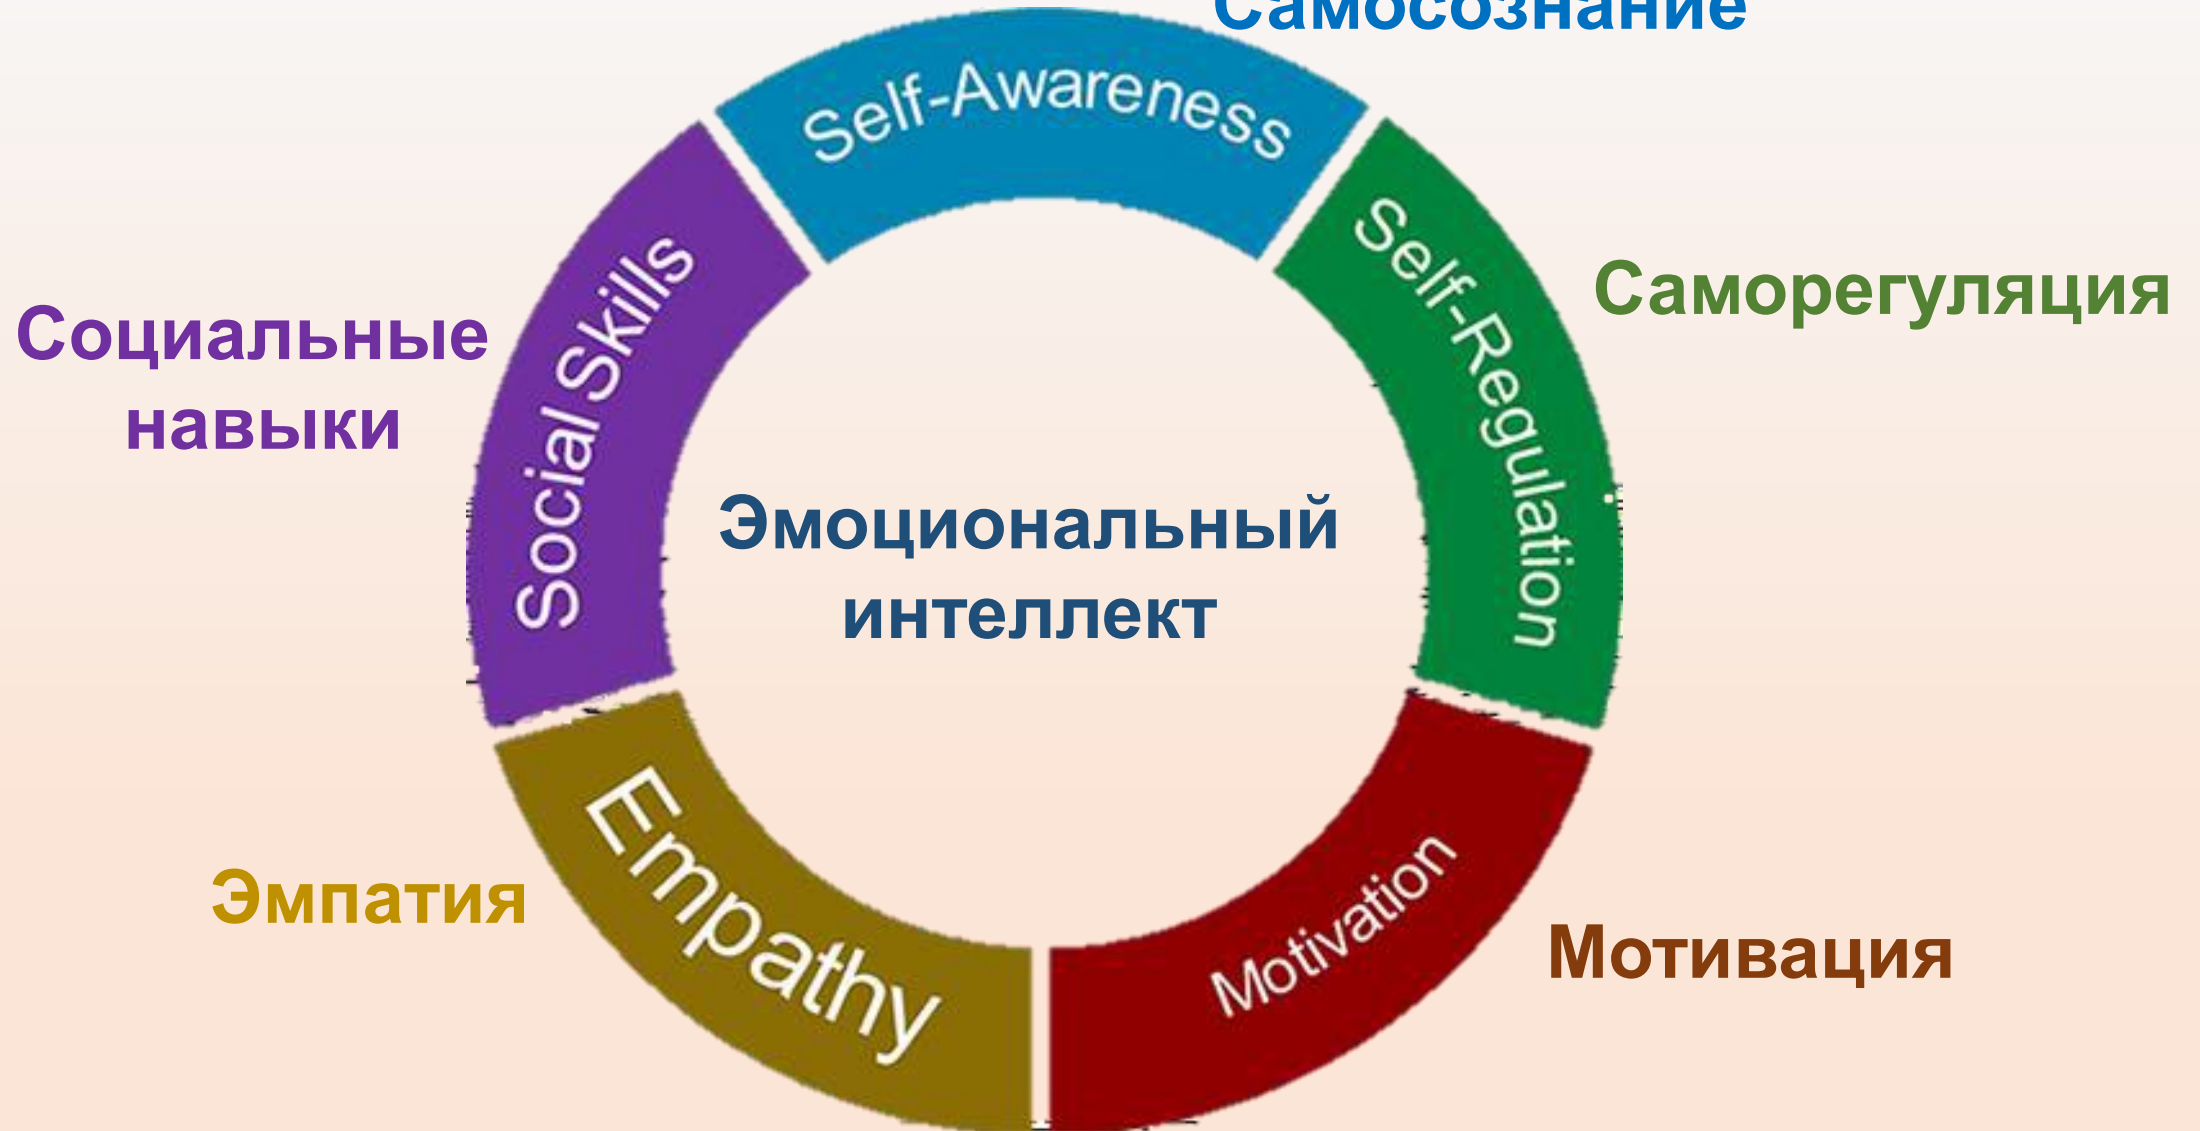 Самосознание
Self-Awareness
Self-Regulation
Саморегуляция
Социальные
навыки
Social Skills
Эмоциональный
интеллект
Empathy
Эмпатия
Motivation
Мотивация